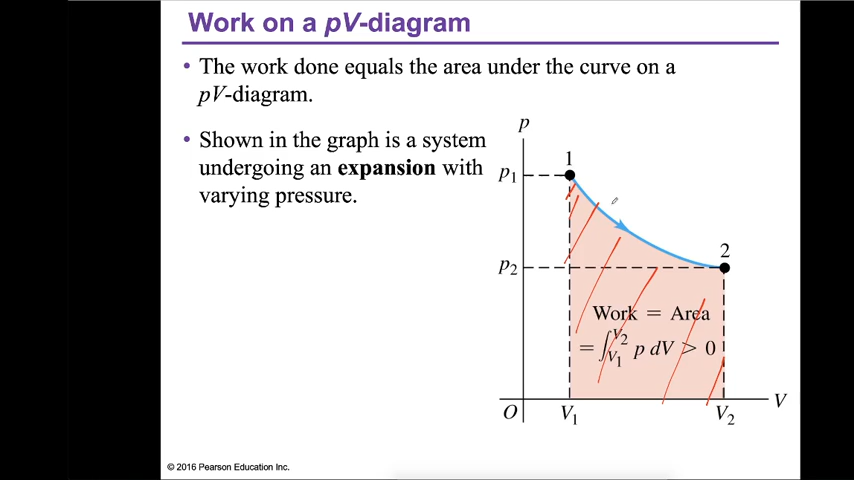 Work on a pV-diagram
• The work done equals the area under the curve on a
pV-diagram.
• Shown in the graph is a system
undergoing an expansion with
varying pressure.
p
1
p₁
2
p₂
Work = Area
= ∫V₁V₂ p dV > 0
O
V₁
V₂
V
© 2016 Pearson Education Inc.